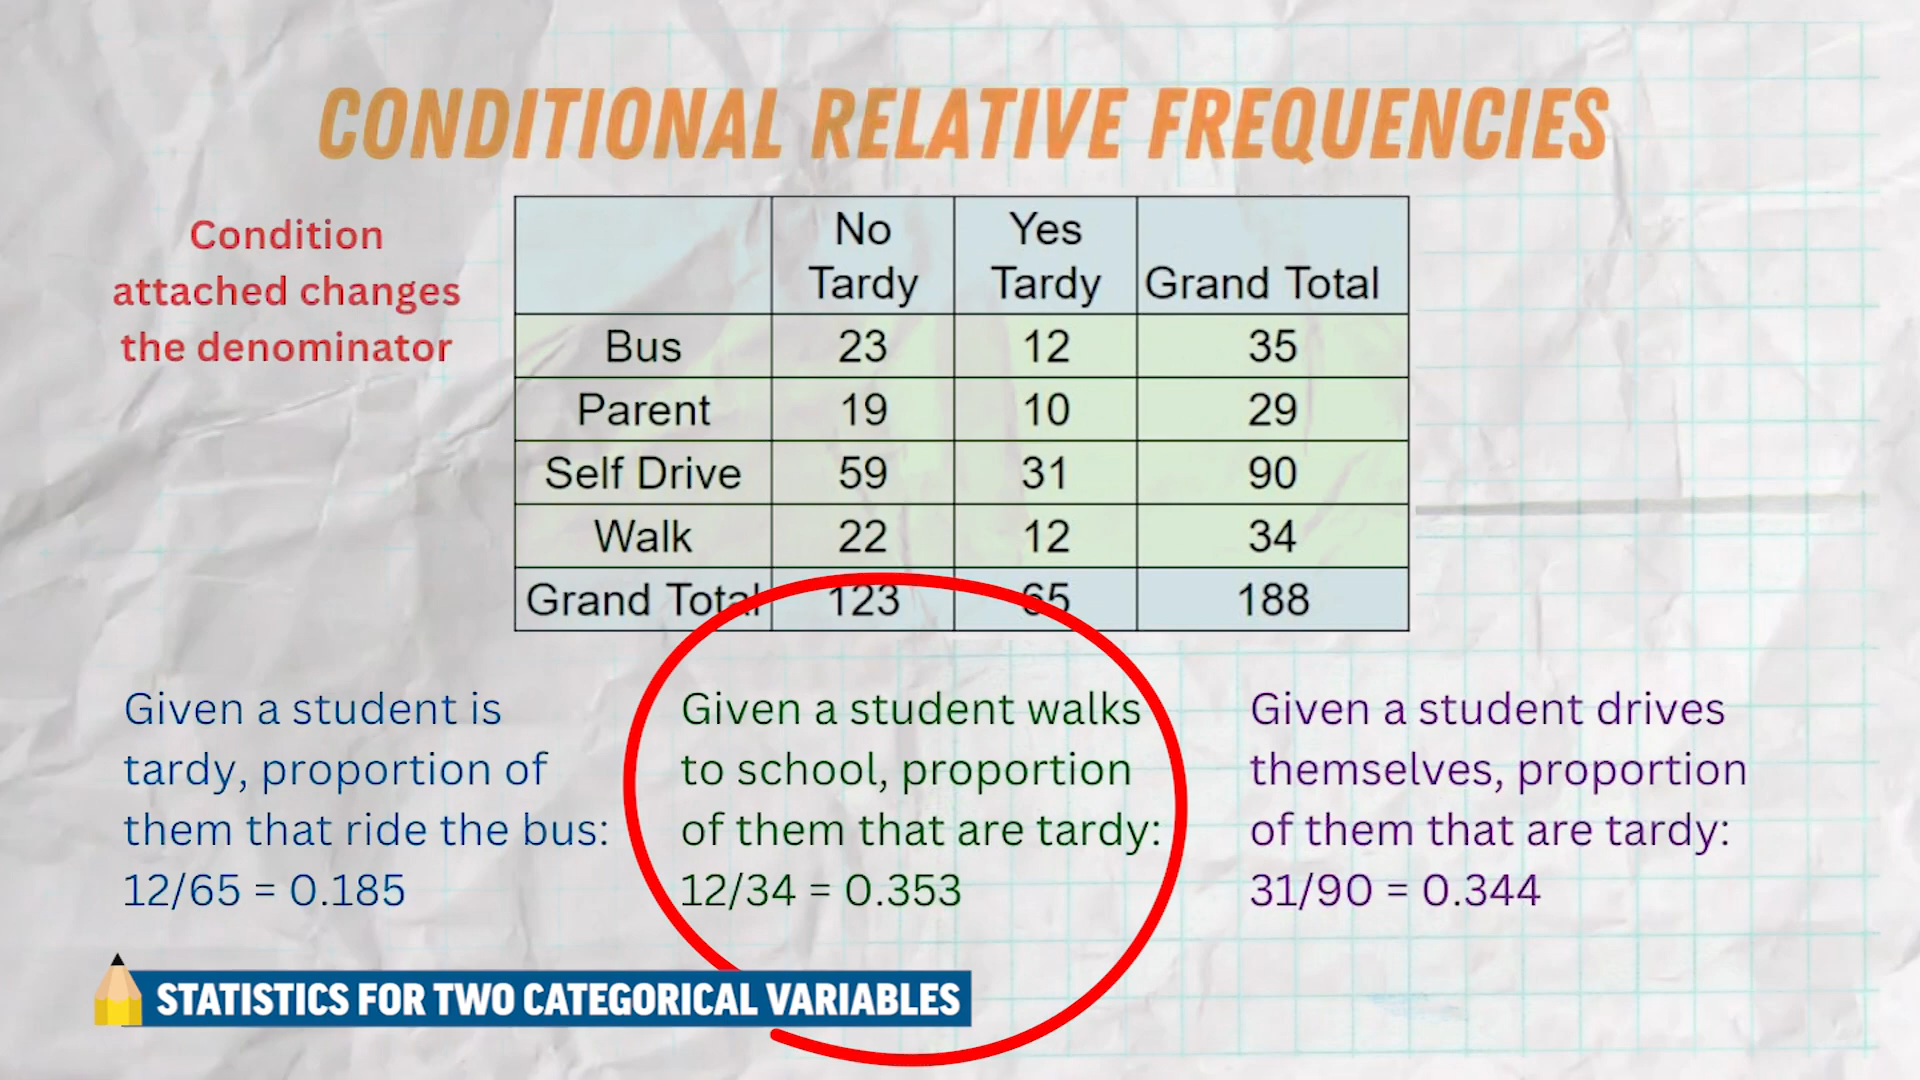 CONDITIONAL RELATIVE FREQUENCIES
Condition
attached changes
the denominator
No Tardy Yes Tardy Grand Total
Bus 23 12 35
Parent 19 10 29
Self Drive 59 31 90
Walk 22 12 34
Grand Total 123 65 188
Given a student is
tardy, proportion of
them that ride the bus:
12/65 = 0.185
Given a student walks
to school, proportion
of them that are tardy:
12/34 = 0.353
Given a student drives
themselves, proportion
of them that are tardy:
31/90 = 0.344
STATISTICS FOR TWO CATEGORICAL VARIABLES